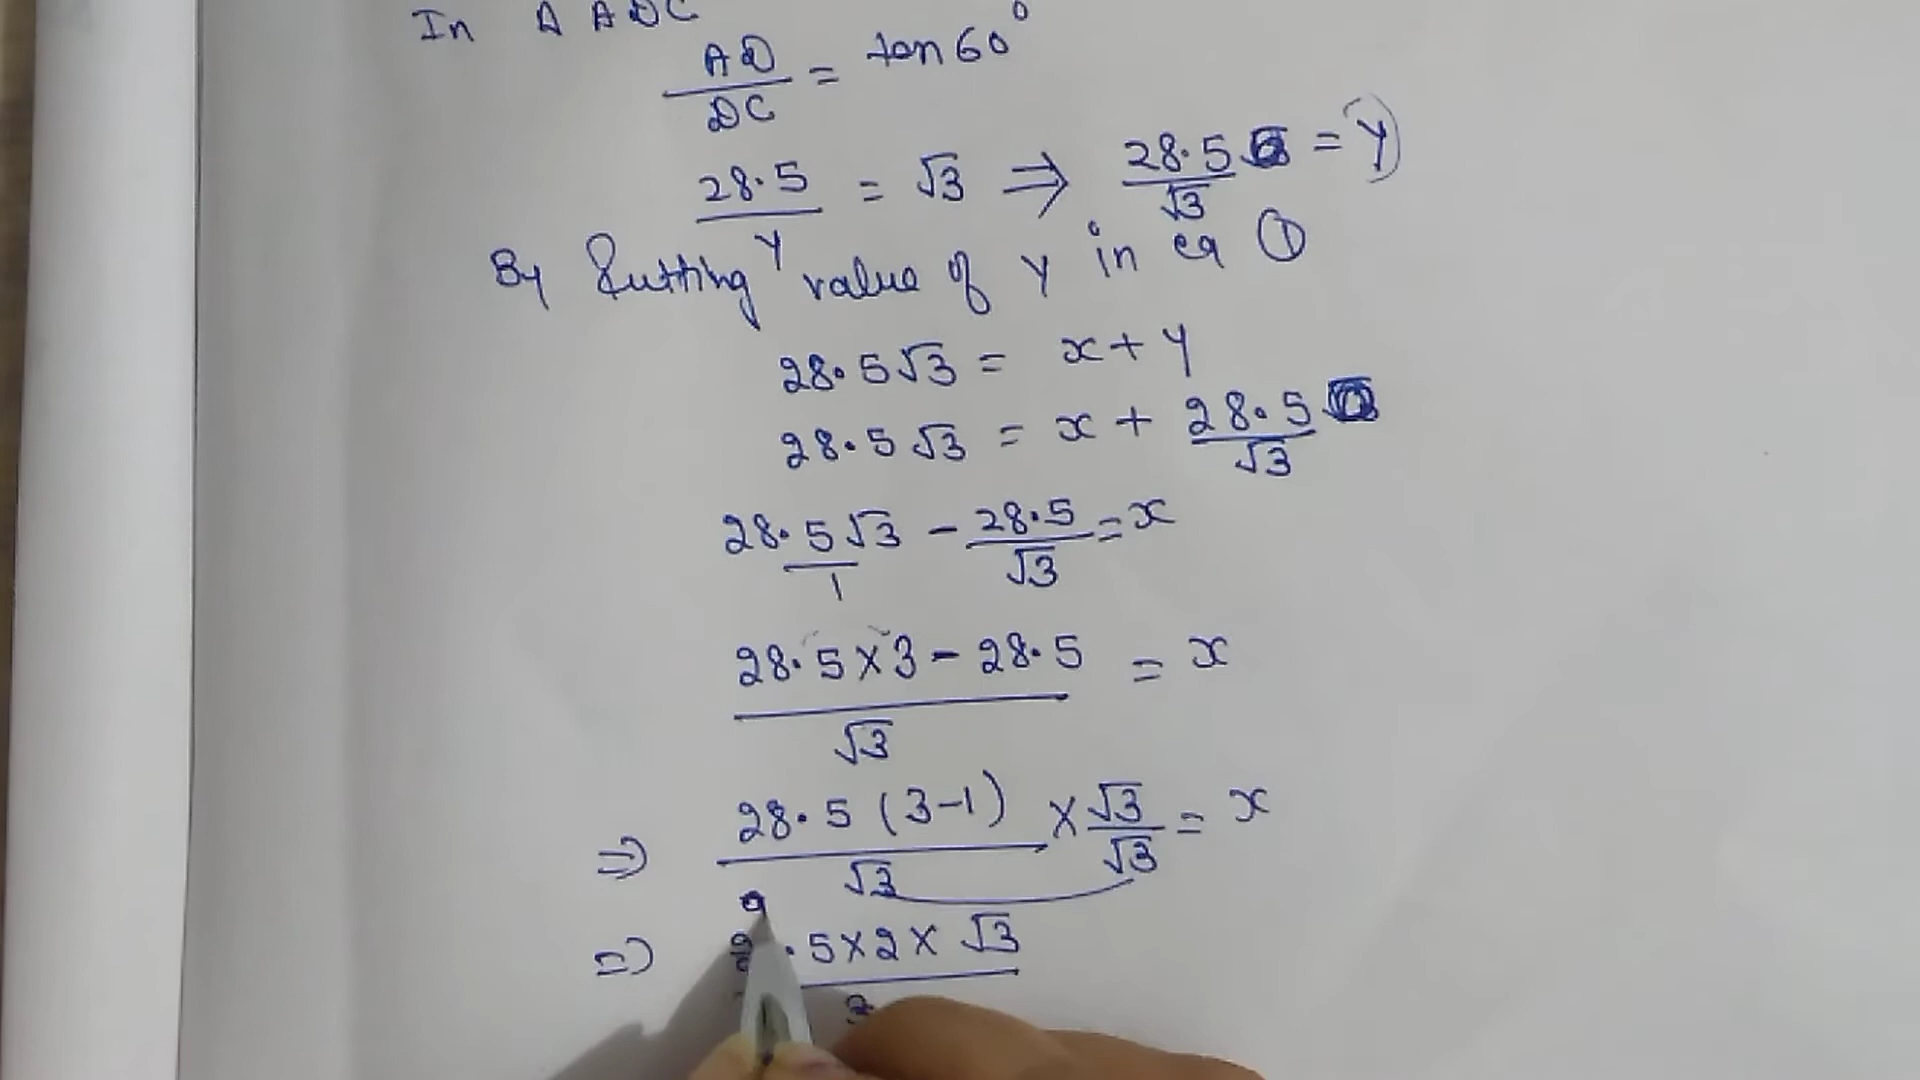 In Δ ADC
AD/DC = tan 60°
28.5/y = √3 ⇒ 28.5/√3 = y
By Putting value of y in eq ①
28.5√3 = x + y
28.5√3 = x + 28.5/√3
28.5√3/1 - 28.5/√3 = x
28.5×3 - 28.5/√3 = x
⇒ 28.5 (3-1)/√3 × √3/√3 = x
9
⇒ .5×2×√3